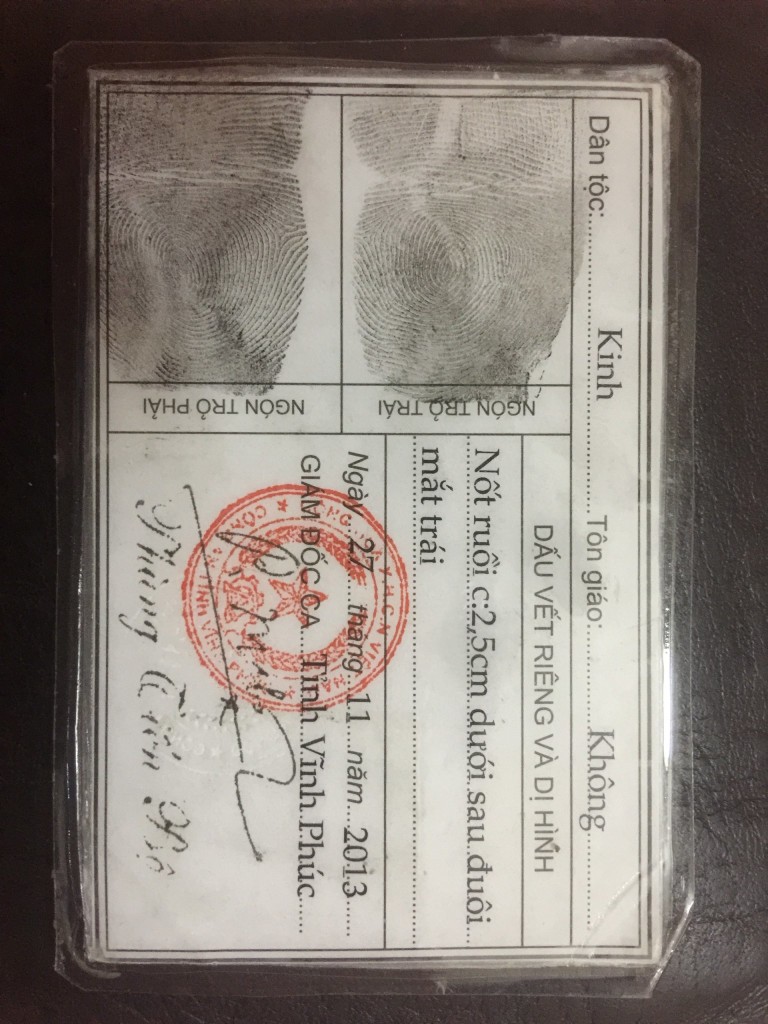 Dân tộc: Kinh Tôn giáo: Không
DẤU VẾT RIÊNG VÀ DỊ HÌNH
Nốt ruồi c:2,5cm dưới sau đuôi
mắt trái
NGÓN TRỎ TRÁI
NGÓN TRỎ PHẢI
Ngày 27 tháng 11 năm 2013
GIÁM ĐỐC CA Tỉnh Vĩnh Phúc
Phùng Tiến